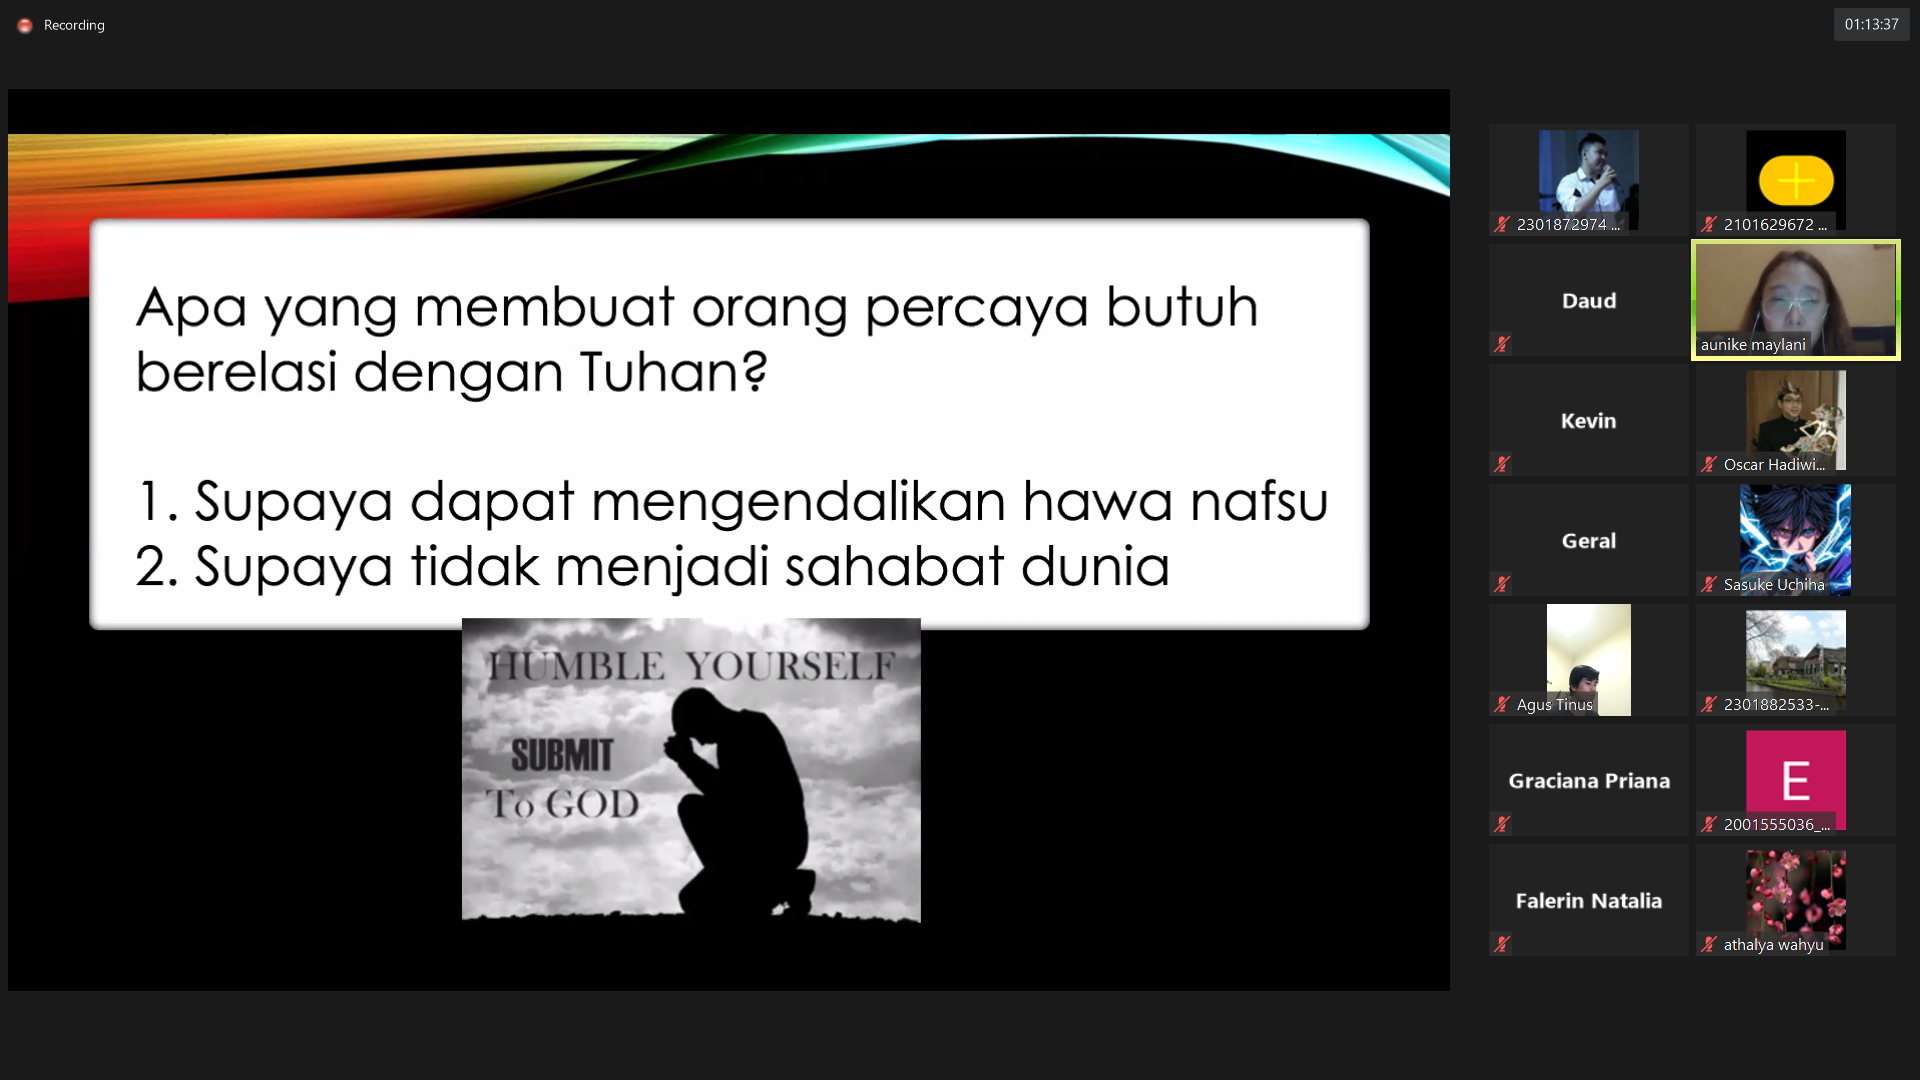 Recording
01:13:37
Apa yang membuat orang percaya butuh
berelasi dengan Tuhan?
1. Supaya dapat mengendalikan hawa nafsu
2. Supaya tidak menjadi sahabat dunia
HUMBLE YOURSELF
SUBMIT
To GOD
2301872974 ...
2101629672 ...
Daud
aunike maylani
Kevin
Oscar Hadiwi...
Geral
Sasuke Uchiha
Agus Tinus
2301882533-...
Graciana Priana
E
2001555036_...
Falerin Natalia
athalya wahyu